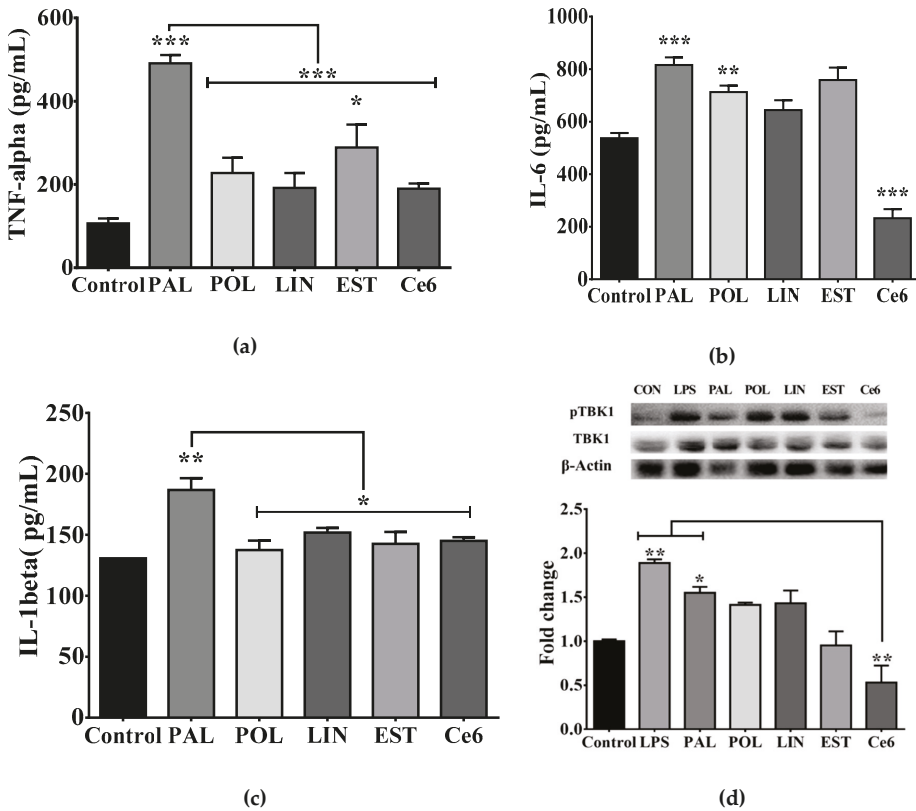 TNF-alpha (pg/mL)
600
400
200
0
***
***
*
Control PAL POL LIN EST Ce6
(a)
IL-6 (pg/mL)
1000
800
600
400
200
0
***
**
***
Control PAL POL LIN EST Ce6
(b)
IL-1beta( pg/mL)
250
200
150
100
50
0
**
*
Control PAL POL LIN EST Ce6
(c)
CON LPS PAL POL LIN EST Ce6
pTBK1
TBK1
β-Actin
Fold change
2.5
2.0
1.5
1.0
0.5
0.0
**
*
**
Control LPS PAL POL LIN EST Ce6
(d)